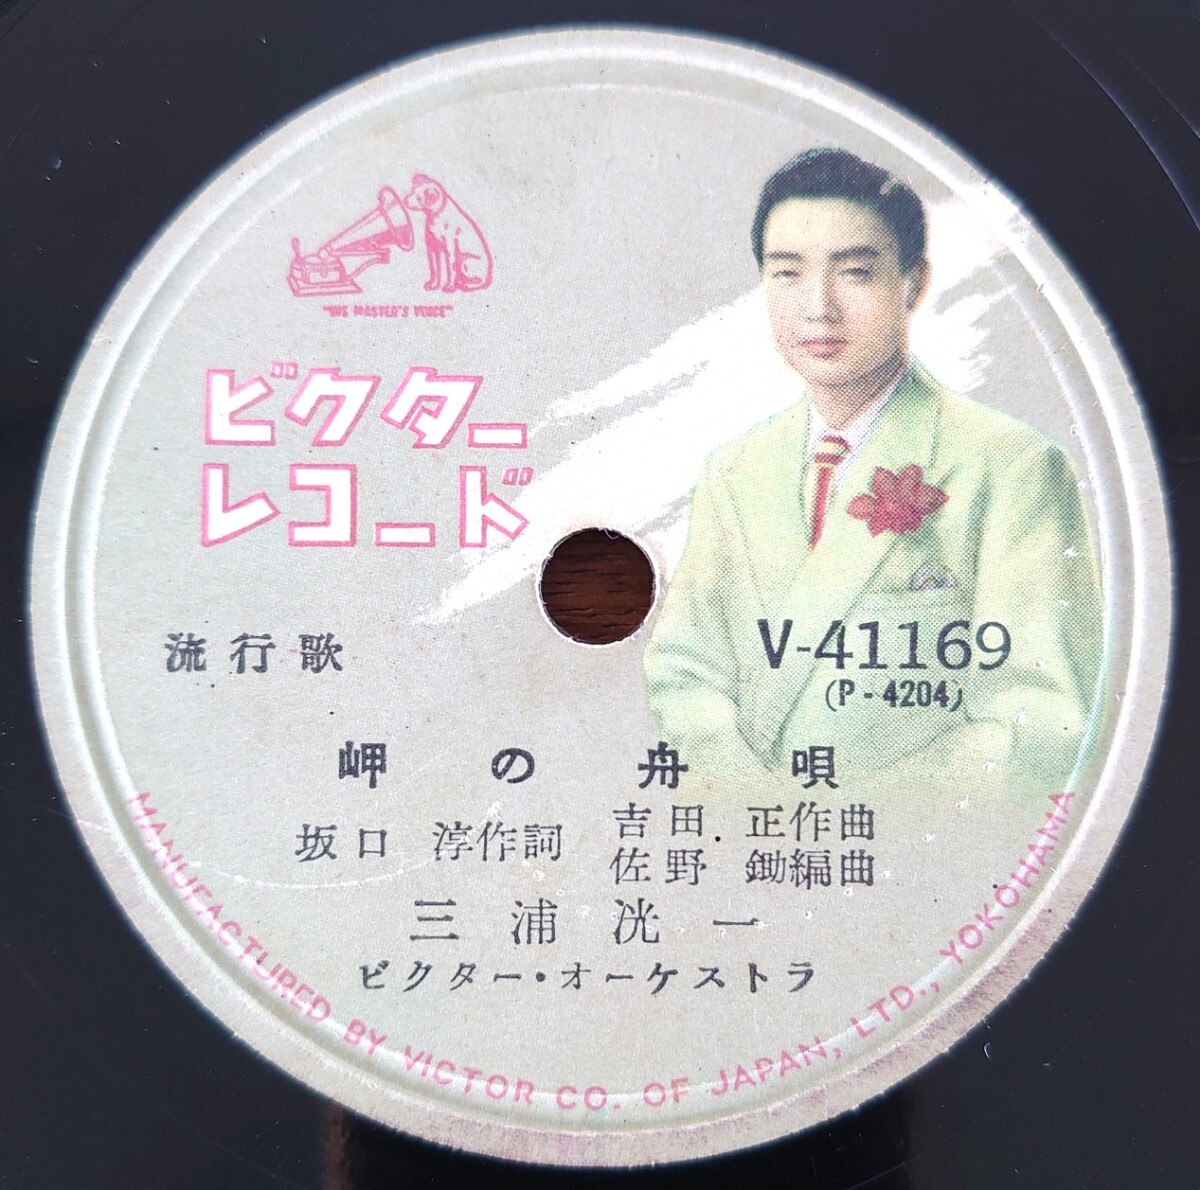 "HIS MASTER'S VOICE"
ビクター
レコード
流行歌
V-41169
(P-4204)
岬の舟唄
坂口 淳作詞
吉田 正作曲
佐野 鋤編曲
三浦洸一
ビクター・オーケストラ
MANUFACTURED BY VICTOR CO. OF JAPAN, LTD., YOKOHAMA